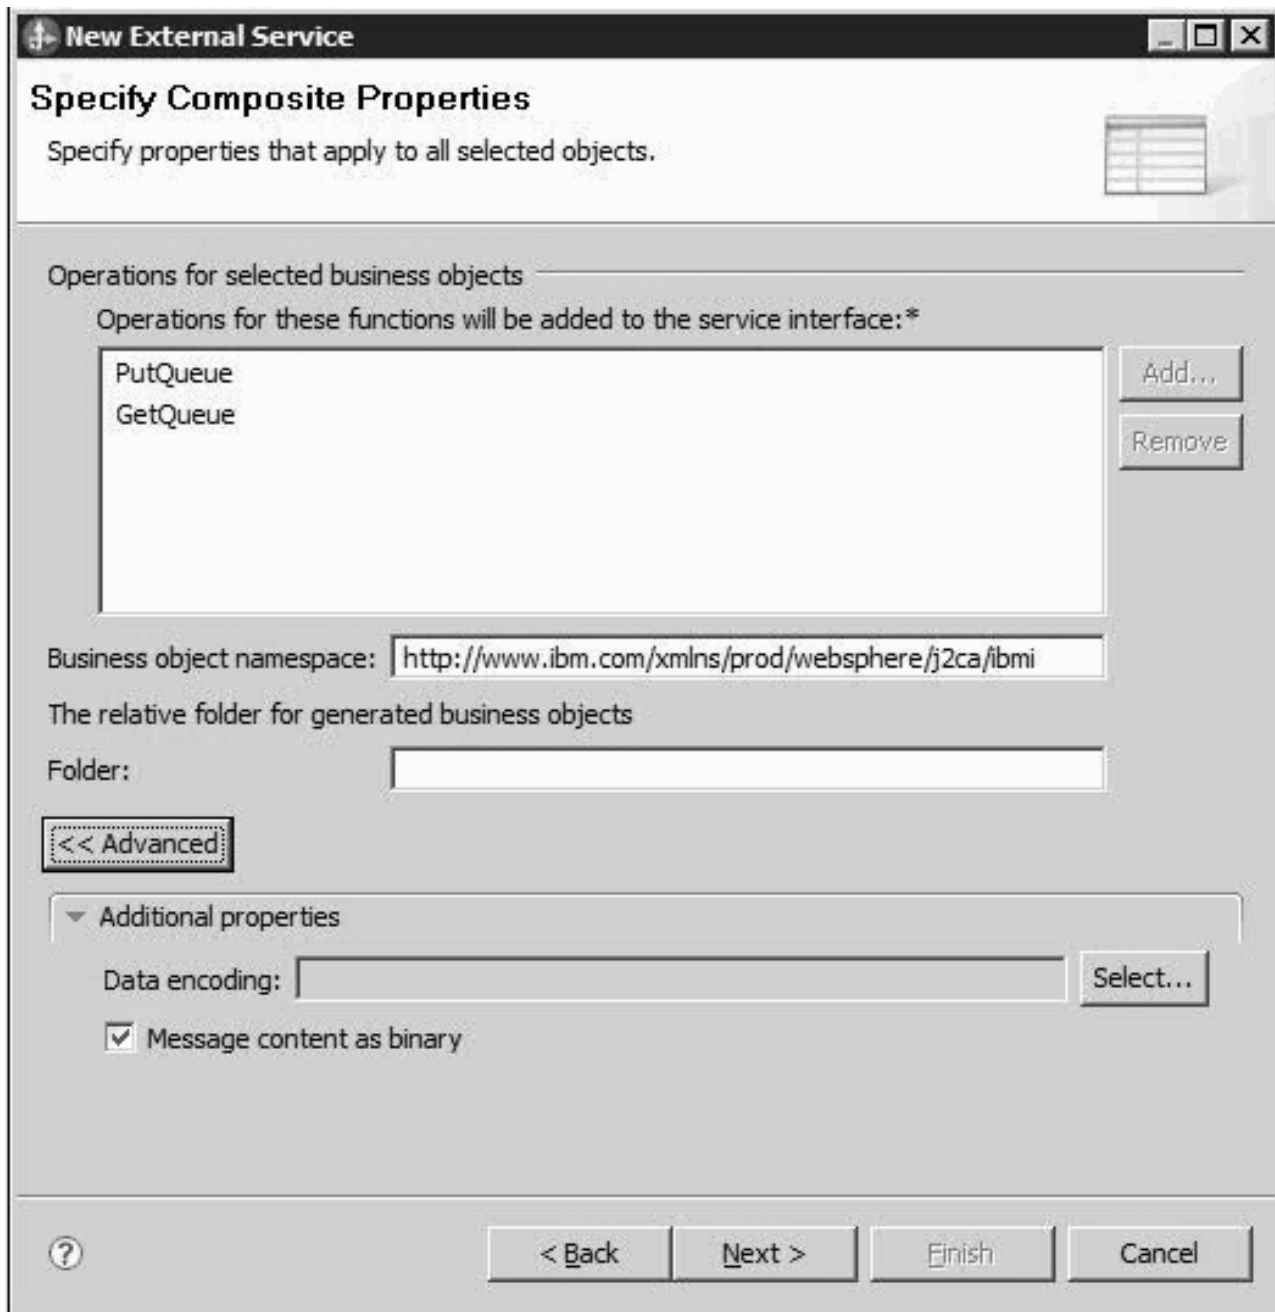 New External Service
Specify Composite Properties
Specify properties that apply to all selected objects.
Operations for selected business objects
Operations for these functions will be added to the service interface:*
PutQueue
Add...
GetQueue
Remove
Business object namespace: http://www.ibm.com/xmlns/prod/websphere/j2ca/ibmi
The relative folder for generated business objects
Folder:
<< Advanced
Additional properties
Data encoding: Select...
Message content as binary
? < Back Next > Finish Cancel